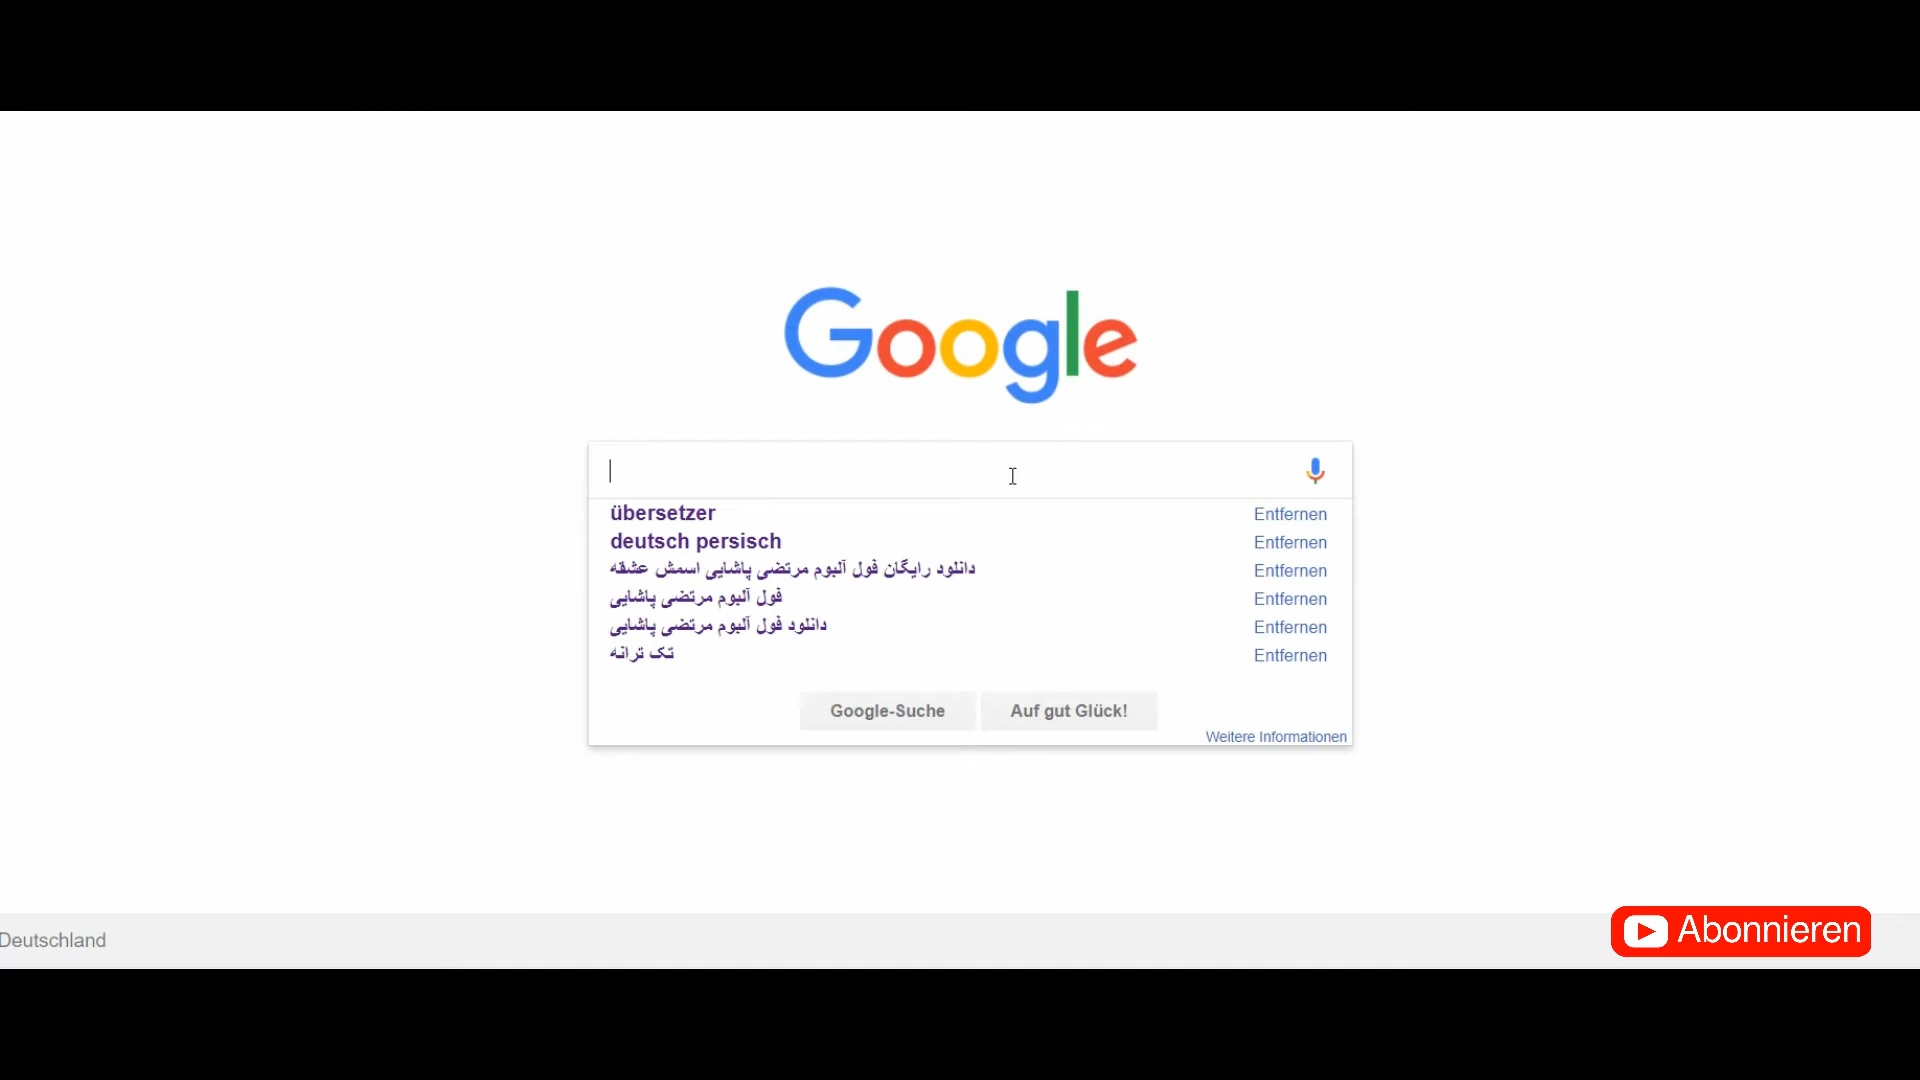 Google
übersetzer Entfernen
deutsch persisch Entfernen
دانلود رایگان فول آلبوم مرتضی پاشایی اسمش عشقه Entfernen
فول آلبوم مرتضی پاشایی Entfernen
دانلود فول آلبوم مرتضی پاشایی Entfernen
تک ترانه Entfernen
Google-Suche Auf gut Glück!
Weitere Informationen
Deutschland
Abonnieren